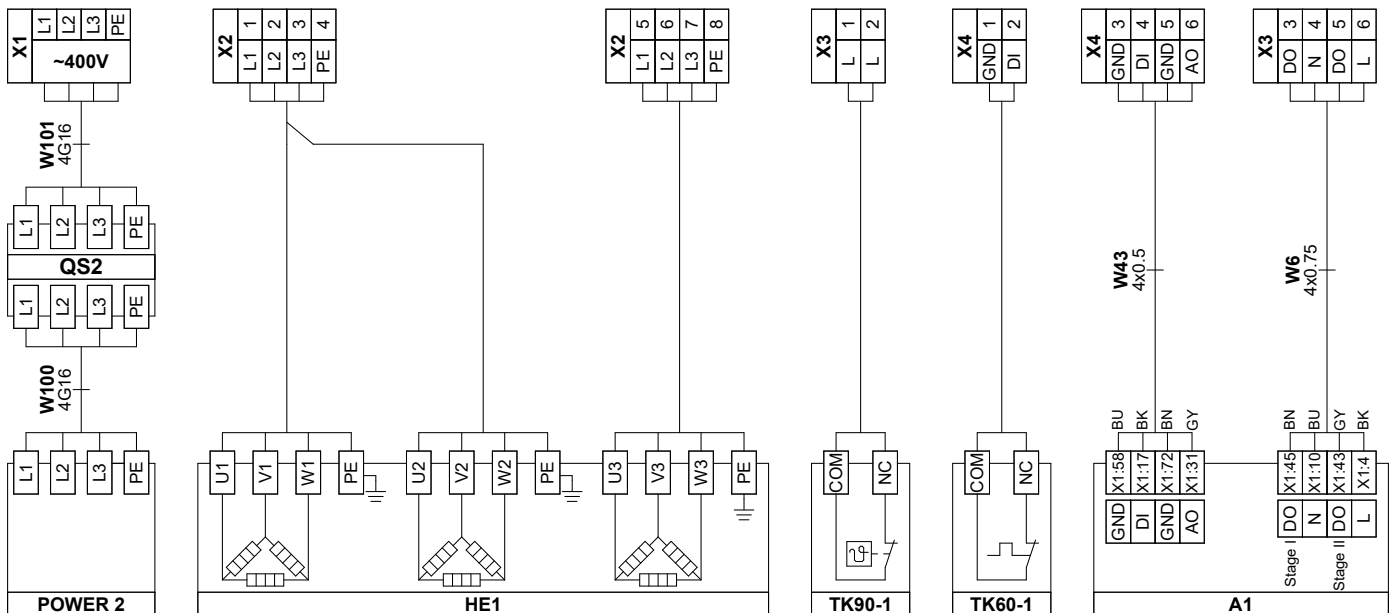 X1 L1 L2 L3 PE
~400V
X2 1 2 3 4
L1 L2 L3 PE
X2 5 6 7 8
L1 L2 L3 PE
X3 1 2
L L
X4 1 2
GND DI
X4 3 4 5 6
GND DI GND AO
X3 3 4 5 6
DO N DO L
W101
4G16
L1 L2 L3 PE
QS2
L1 L2 L3 PE
W100
4G16
W43
4x0.5
W6
4x0.75
BU BK BN GY
BN BU GY BK
L1 L2 L3 PE
U1 V1 W1 PE
U2 V2 W2 PE
U3 V3 W3 PE
COM NC
COM NC
X1:58 X1:17 X1:72 X1:31
X1:45 X1:10 X1:43 X1:4
GND DI GND AO
DO N DO L
Stage I
Stage II
POWER 2
HE1
TK90-1
TK60-1
A1